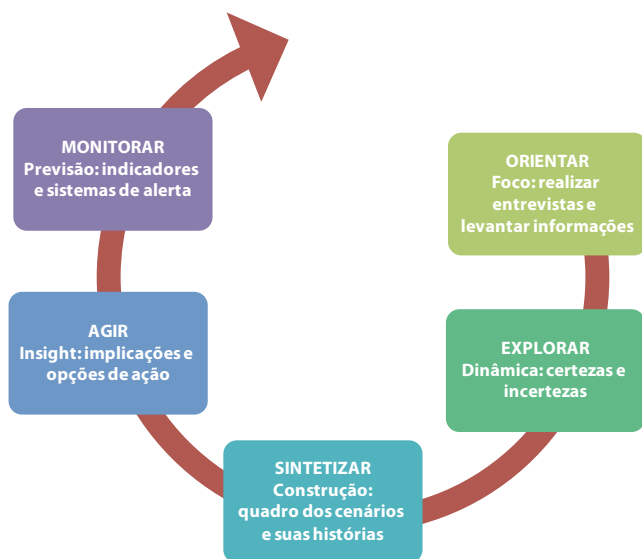 ORIENTAR
Foco: realizar
entrevistas e
levantar informações
EXPLORAR
Dinâmica: certezas e
incertezas
SINTETIZAR
Construção:
quadro dos cenários
e suas histórias
AGIR
Insight: implicações e
opções de ação
MONITORAR
Previsão: indicadores
e sistemas de alerta